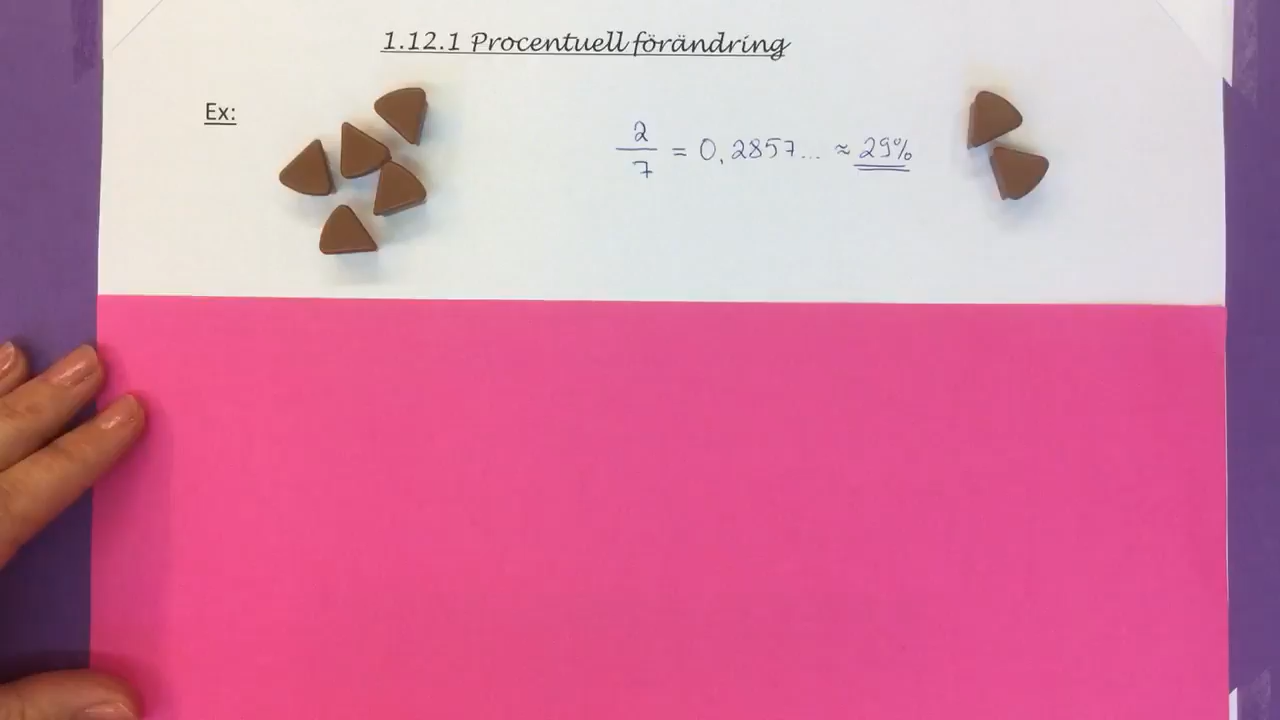 1.12.1 Procentuell förändring
Ex:
2/7 = 0,2857... ≈ 29%